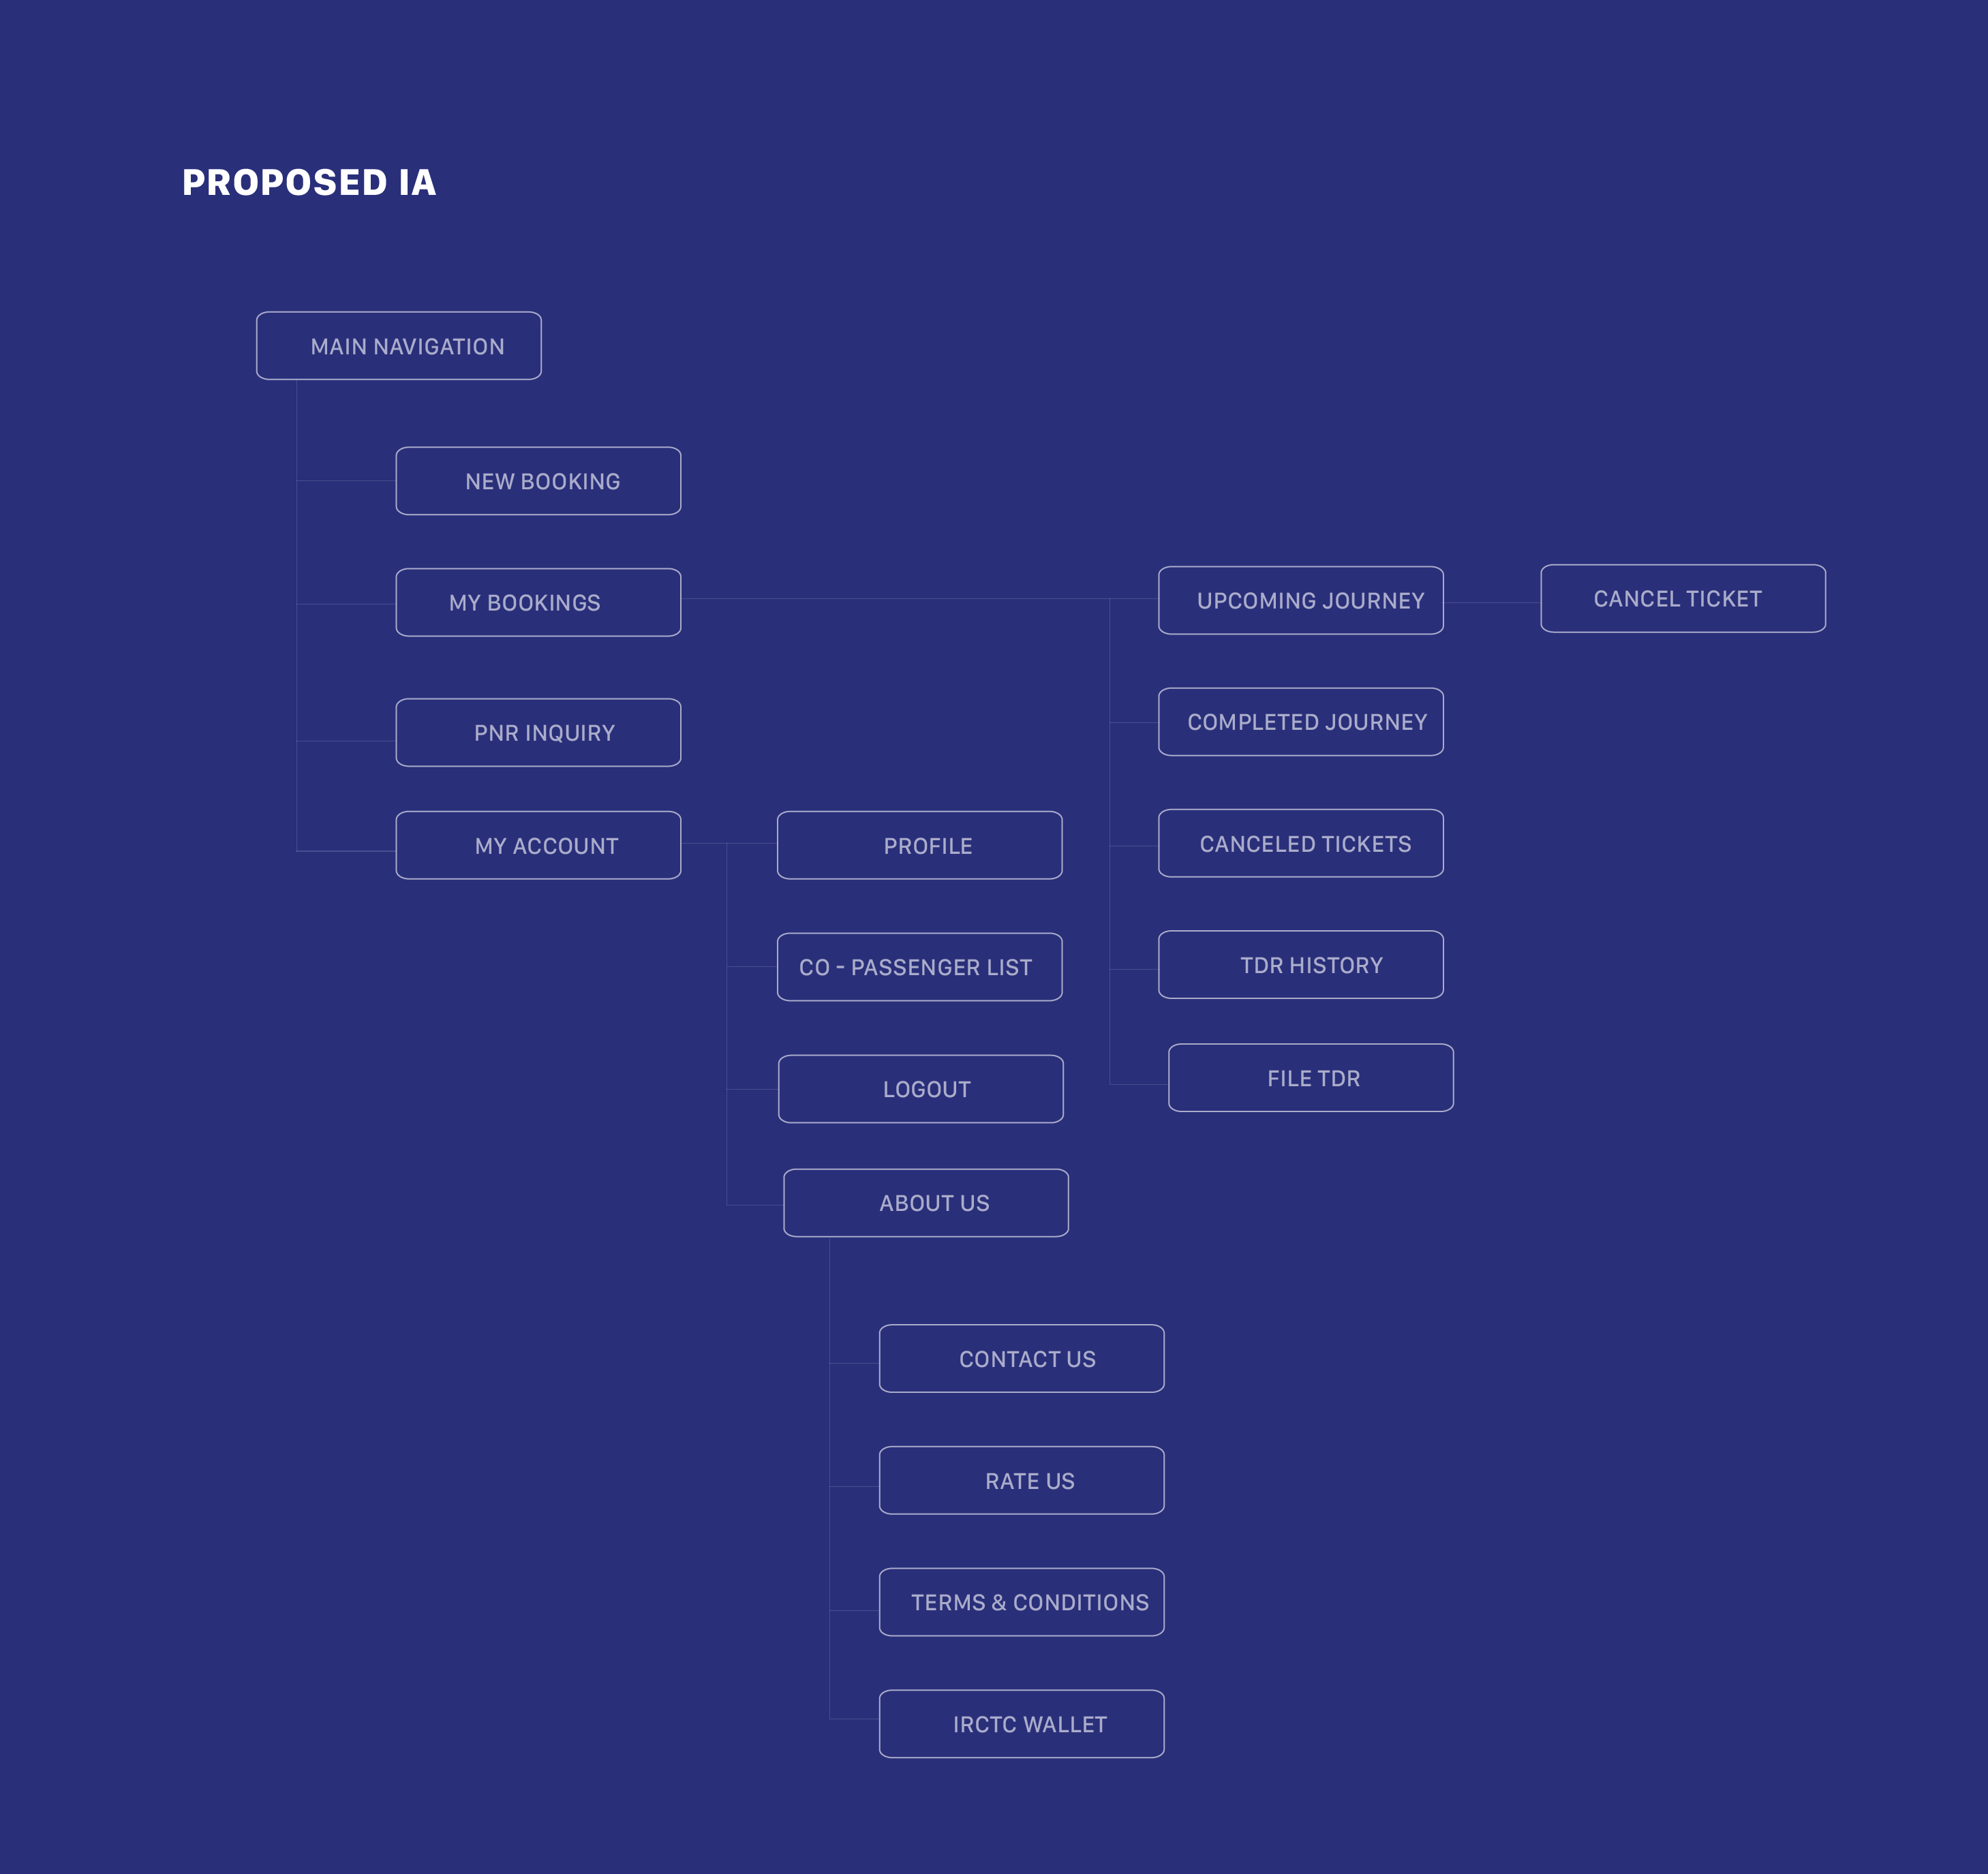 PROPOSED IA
MAIN NAVIGATION
NEW BOOKING
MY BOOKINGS
UPCOMING JOURNEY
CANCEL TICKET
PNR INQUIRY
COMPLETED JOURNEY
MY ACCOUNT
PROFILE
CANCELED TICKETS
CO - PASSENGER LIST
TDR HISTORY
LOGOUT
FILE TDR
ABOUT US
CONTACT US
RATE US
TERMS & CONDITIONS
IRCTC WALLET